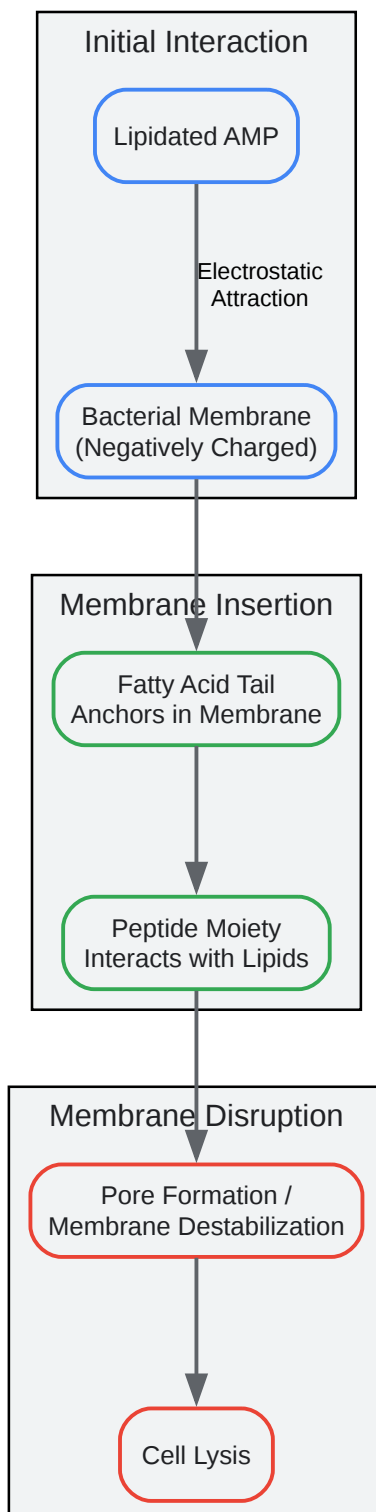 Initial Interaction
Lipidated AMP
Electrostatic
Attraction
Bacterial Membrane
(Negatively Charged)
Membrane Insertion
Fatty Acid Tail
Anchors in Membrane
Peptide Moiety
Interacts with Lipids
Membrane Disruption
Pore Formation /
Membrane Destabilization
Cell Lysis